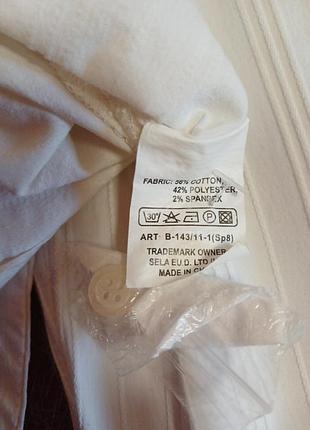 FABRIC: 56% COTTON,
42% POLYESTER,
2% SPANDEX
30° P
ART B-143/11-1(Sp8)
TRADEMARK OWNER
SELA EU.D. LTD
MADE IN